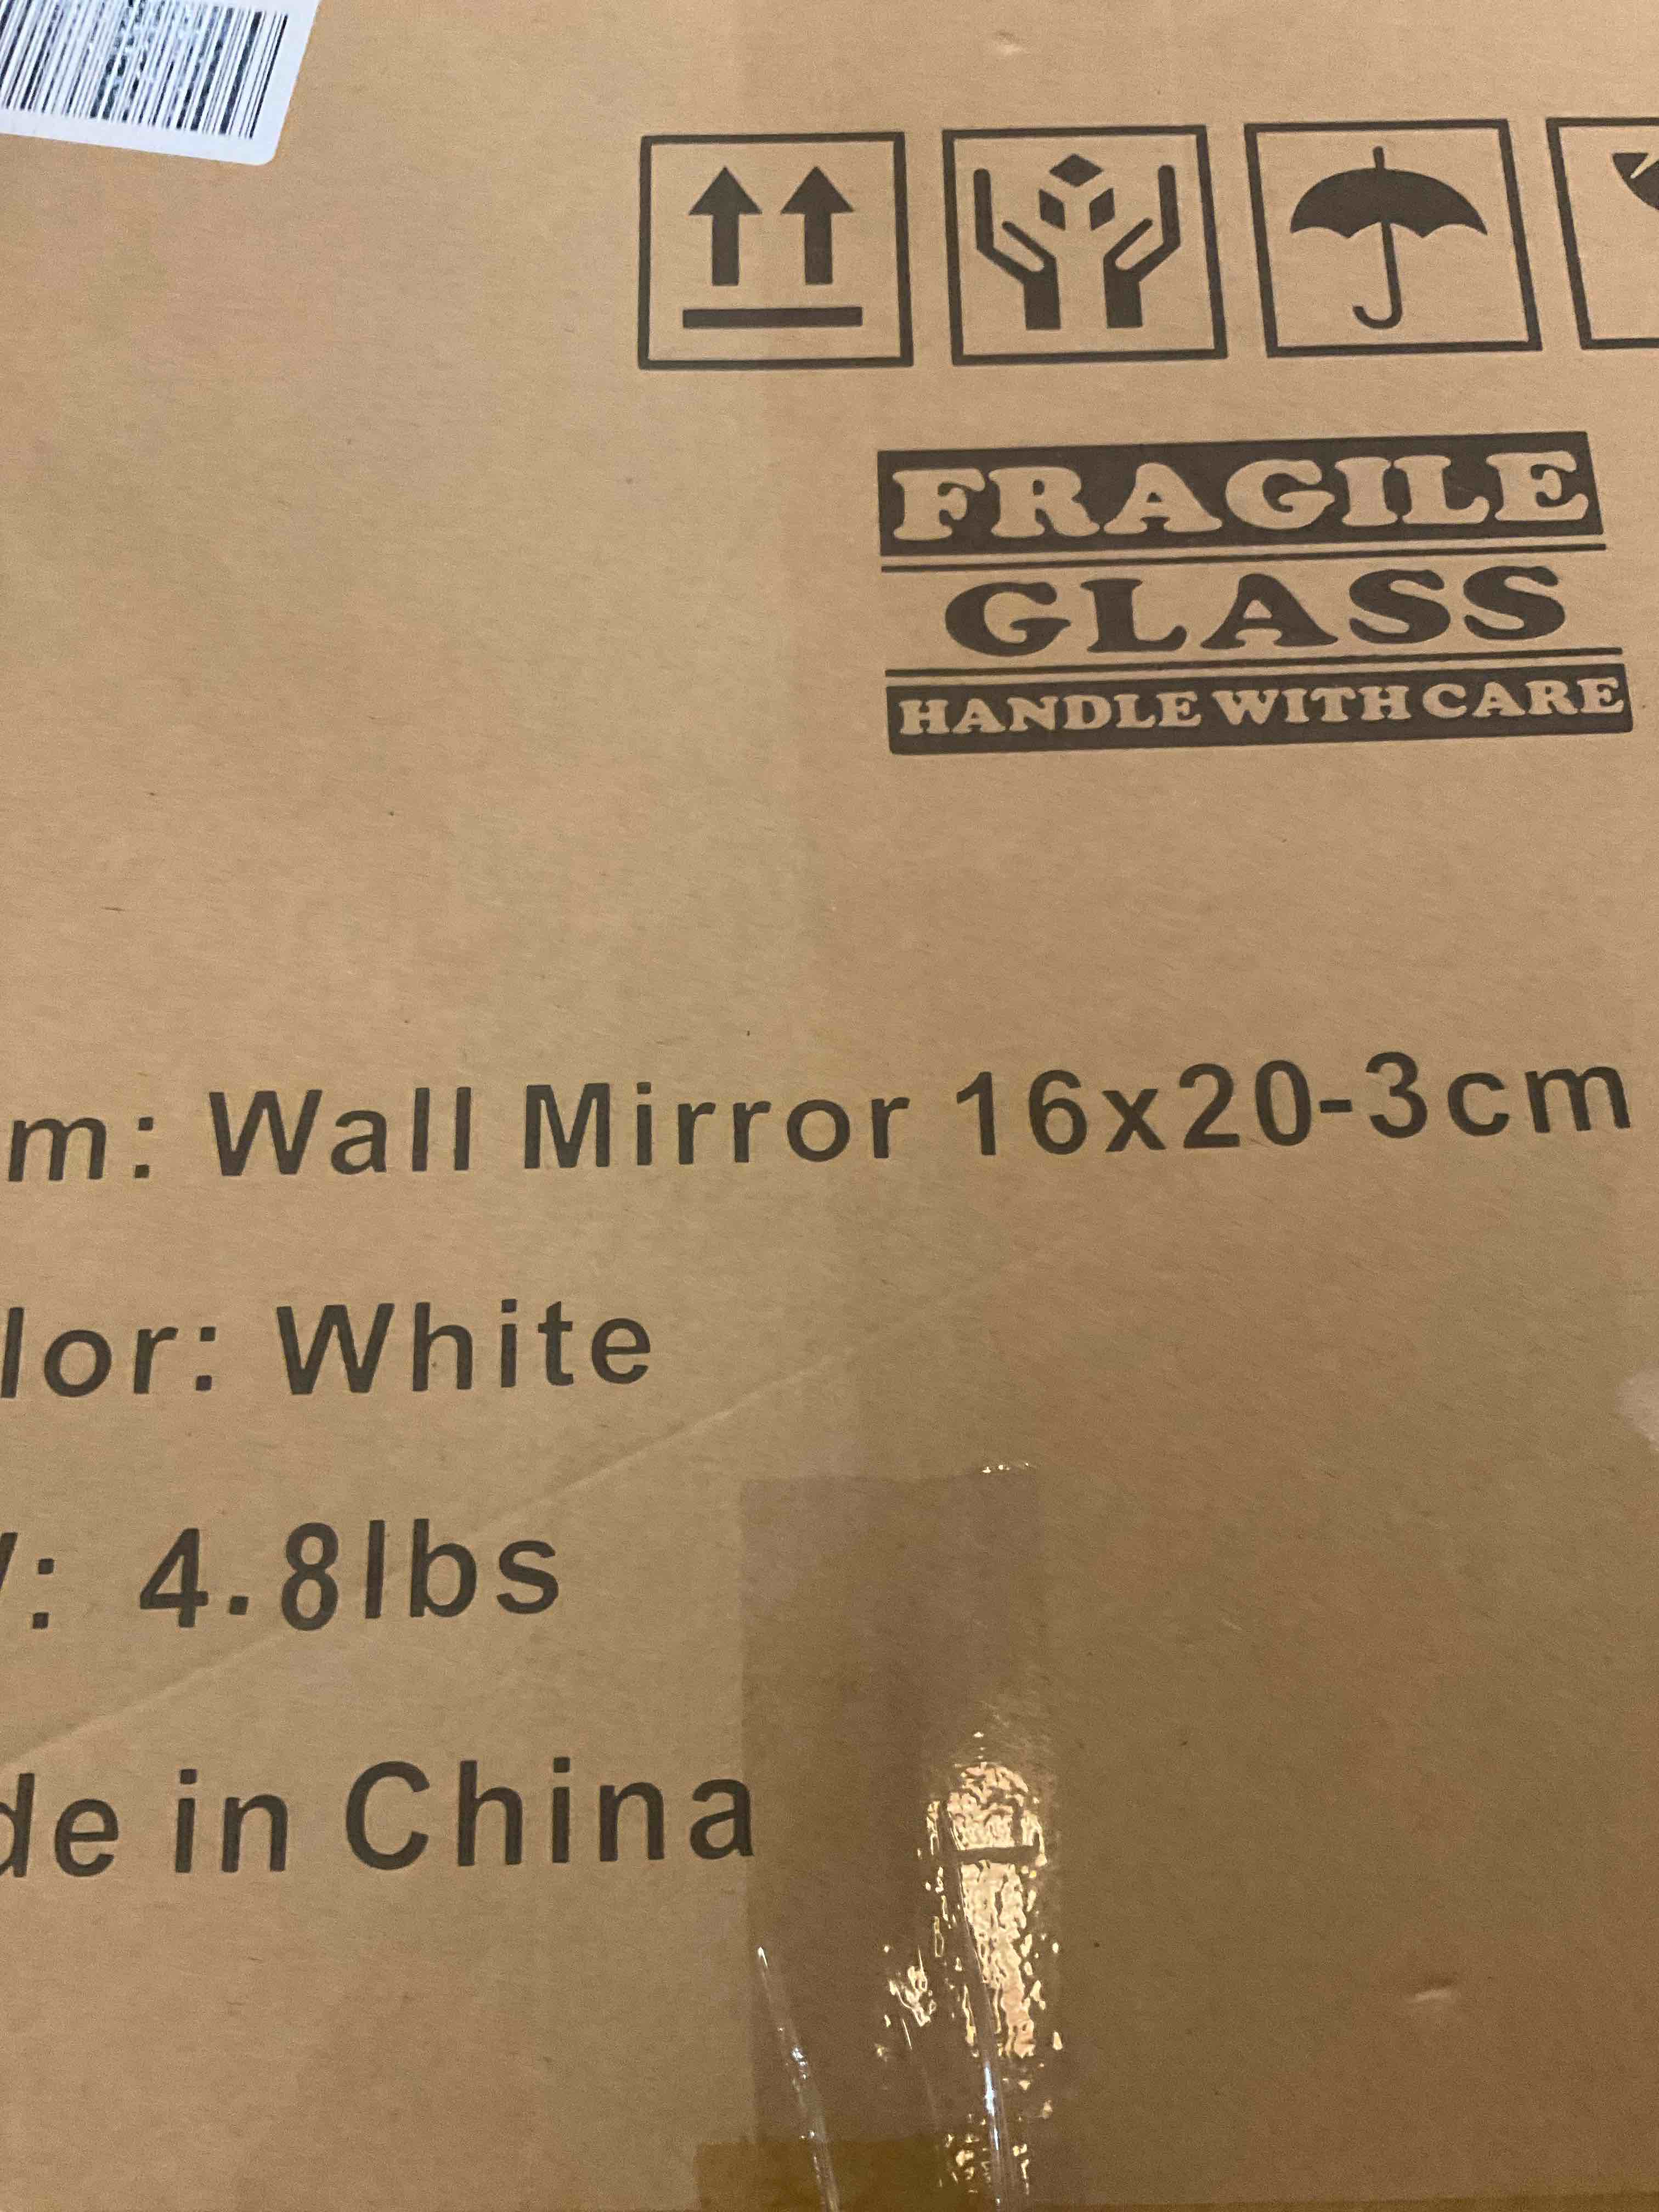 FRAGILE
GLASS
HANDLE WITH CARE
m: Wall Mirror 16x20-3cm
lor: White
: 4.8lbs
de in China